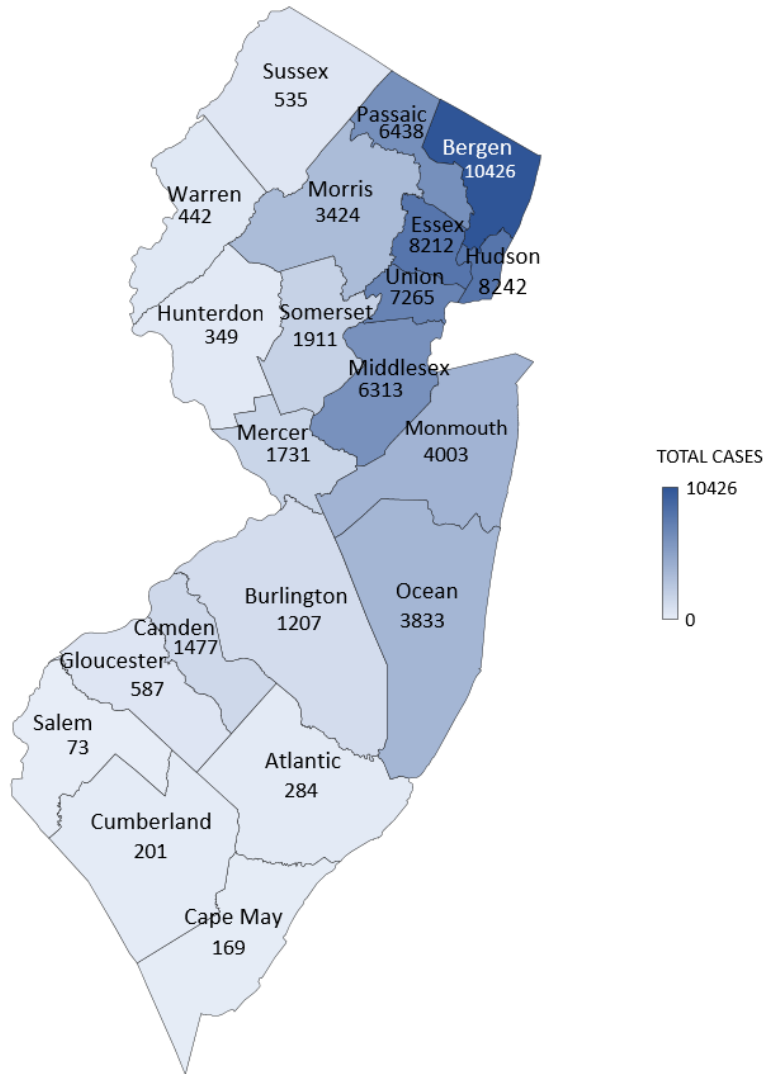 Sussex
535
Passaic
6438
Bergen
10426
Warren
442
Morris
3424
Essex
8212
Hudson
8242
Union
7265
Hunterdon
349
Somerset
1911
Middlesex
6313
Mercer
1731
Monmouth
4003
TOTAL CASES
10426
0
Burlington
1207
Ocean
3833
Camden
1477
Gloucester
587
Salem
73
Atlantic
284
Cumberland
201
Cape May
169